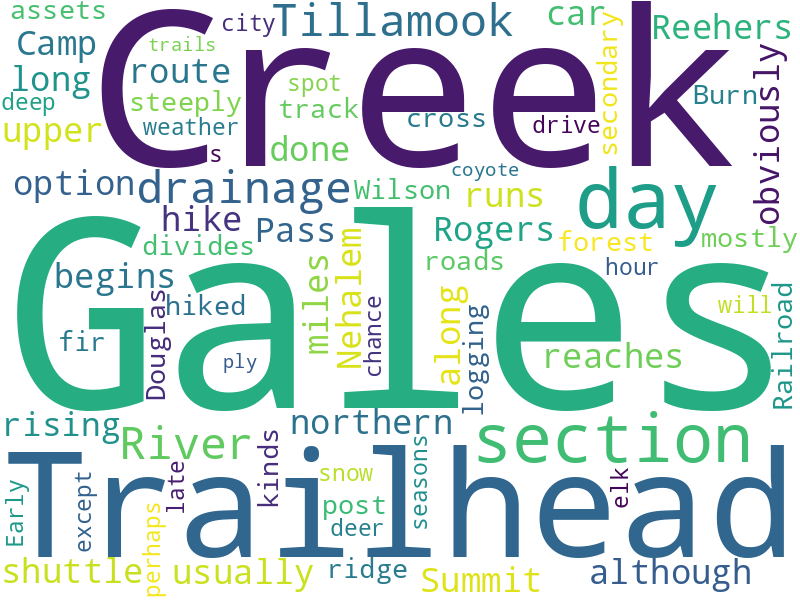 assets
city
Tillamook
car
Reehers
Camp
trails
Creek
long
route
spot
secondary
obviously
deep
steeply
track
cross
drive
Burn
upper
weather
s
done
option
drainage
Wilson
coyote
runs
day
hike
Pass
Rogers
forest
mostly
divides
begins
miles
Nehalem
roads
hour
Gales
Douglas
hiked
chance
along
logging
will
Railroad
fir
ply
reaches
rising
River
northern
section
Trailhead
Early
except
perhaps
late
kinds
snow
seasons
elk
post
deer
shuttle
usually
ridge
Summit
although